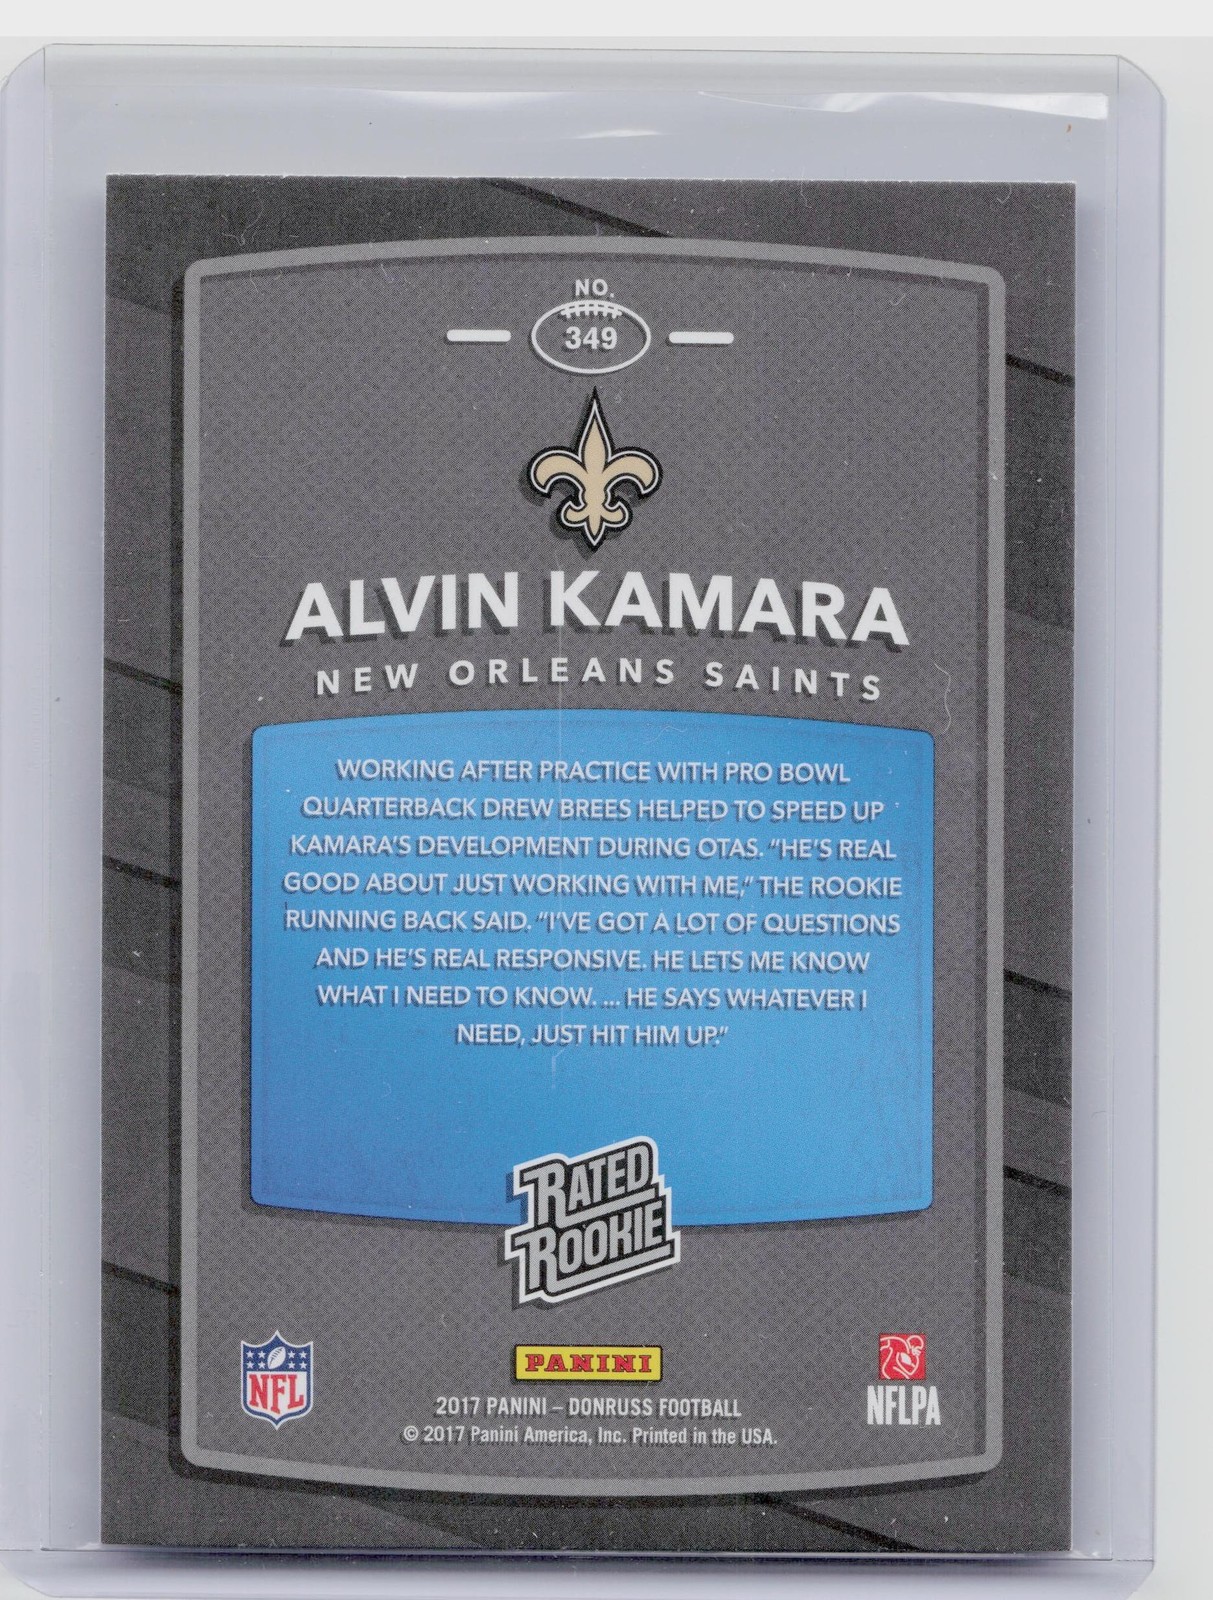 NO.
349
ALVIN KAMARA
NEW ORLEANS SAINTS
WORKING AFTER PRACTICE WITH PRO BOWL
QUARTERBACK DREW BREES HELPED TO SPEED UP
KAMARA'S DEVELOPMENT DURING OTAS. “HE'S REAL
GOOD ABOUT JUST WORKING WITH ME,” THE ROOKIE
RUNNING BACK SAID. “I'VE GOT A LOT OF QUESTIONS
AND HE'S REAL RESPONSIVE. HE LETS ME KNOW
WHAT I NEED TO KNOW. ... HE SAYS WHATEVER I
NEED, JUST HIT HIM UP.”
RATED
ROOKIE
NFL
PANINI
NFLPA
2017 PANINI – DONRUSS FOOTBALL
© 2017 Panini America, Inc. Printed in the USA.